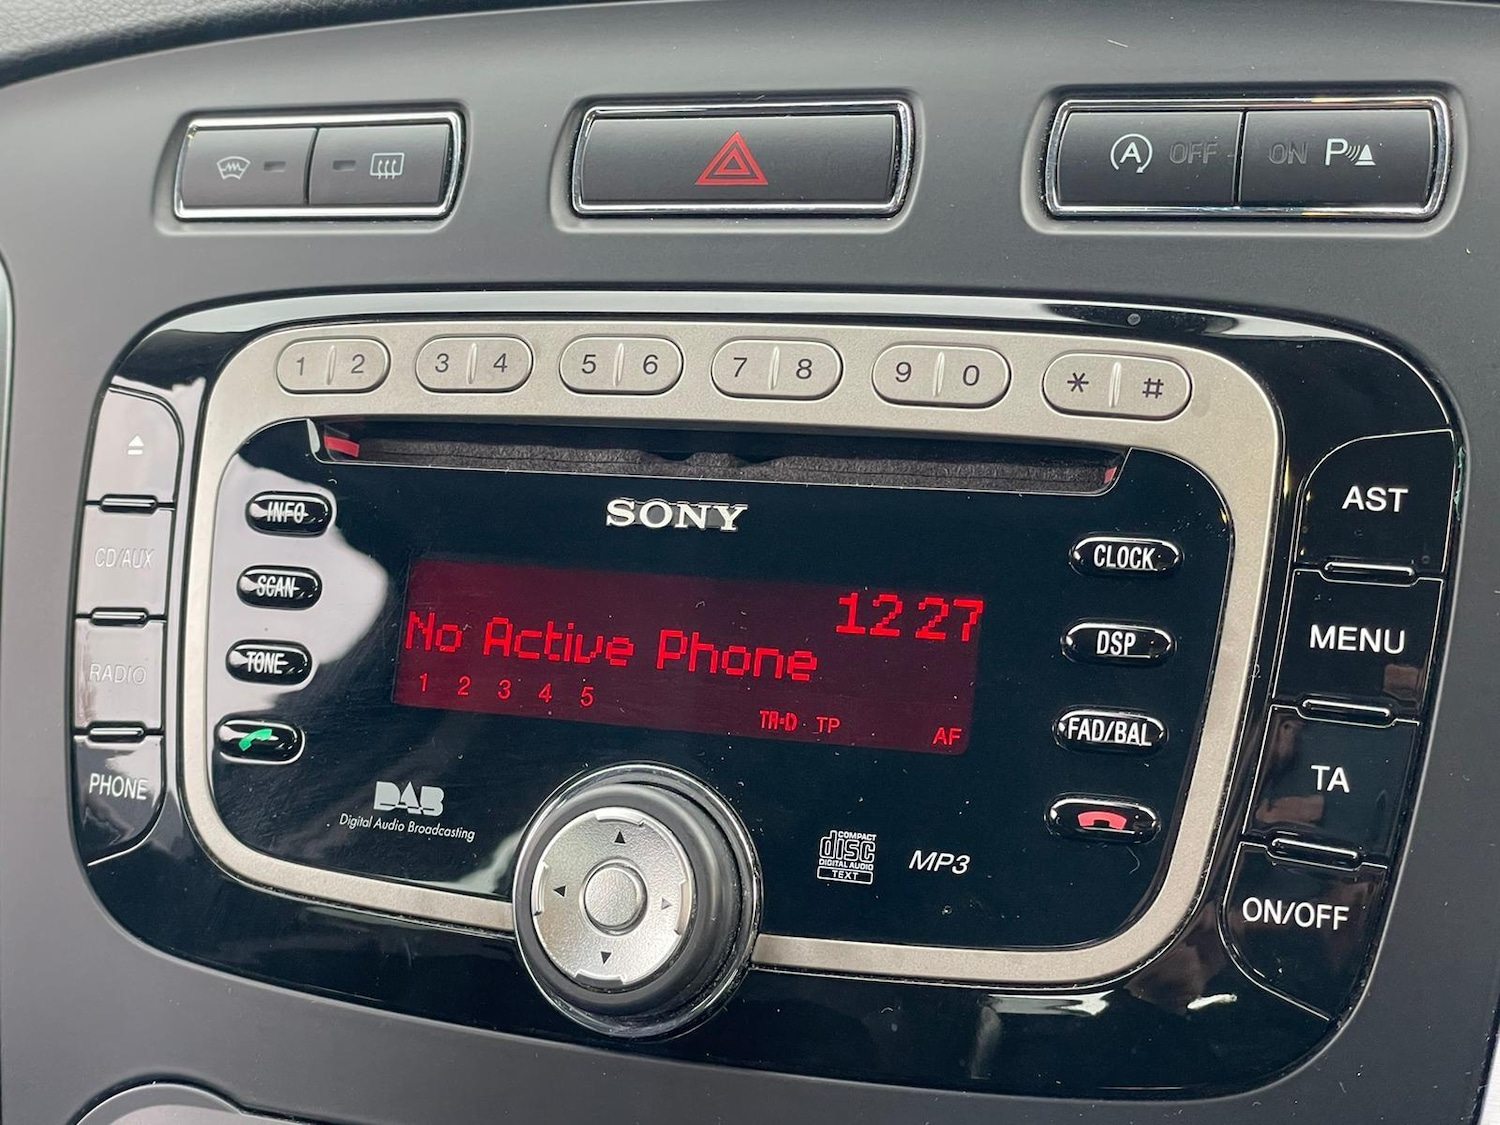 A OFF ON P
1 2 3 4 5 6 7 8 9 0 * #
SONY
INFO
SCAN
TONE
CD/AUX
RADIO
PHONE
12 27
No Active Phone
1 2 3 4 5
TA-D TP AF
CLOCK
DSP
FAD/BAL
AST
MENU
TA
ON/OFF
DAB
Digital Audio Broadcasting
COMPACT
disc
DIGITAL AUDIO
TEXT
MP3